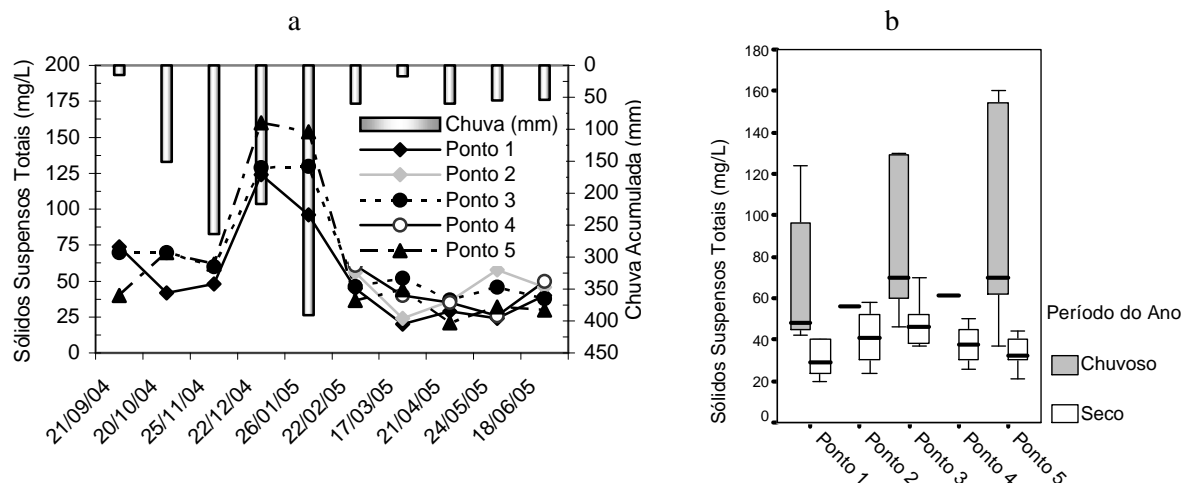 a
Sólidos Suspensos Totais (mg/L)
200
175
150
125
100
75
50
25
0
0
50
100
150
200
250
300
350
400
450
Chuva Acumulada (mm)
Chuva (mm)
Ponto 1
Ponto 2
Ponto 3
Ponto 4
Ponto 5
21/09/04
20/10/04
25/11/04
22/12/04
26/01/05
22/02/05
17/03/05
21/04/05
24/05/05
18/06/05
b
Sólidos Suspensos Totais (mg/L)
180
160
140
120
100
80
60
40
20
0
Ponto 1
Ponto 2
Ponto 3
Ponto 4
Ponto 5
Período do Ano
Chuvoso
Seco